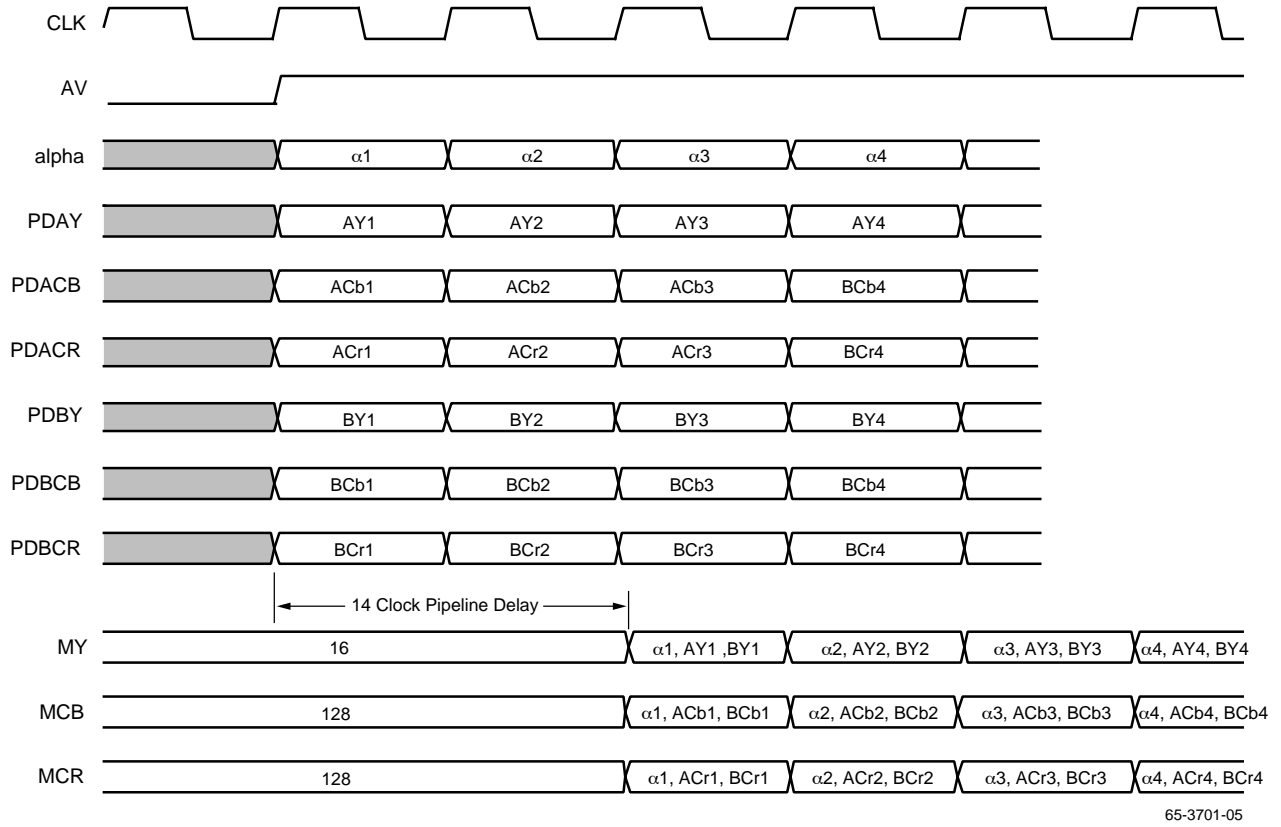 CLK
AV
alpha α1 α2 α3 α4
PDAY AY1 AY2 AY3 AY4
PDACB ACb1 ACb2 ACb3 BCb4
PDACR ACr1 ACr2 ACr3 BCr4
PDBY BY1 BY2 BY3 BY4
PDBCB BCb1 BCb2 BCb3 BCb4
PDBCR BCr1 BCr2 BCr3 BCr4
14 Clock Pipeline Delay
MY 16 α1, AY1 ,BY1 α2, AY2, BY2 α3, AY3, BY3 α4, AY4, BY4
MCB 128 α1, ACb1, BCb1 α2, ACb2, BCb2 α3, ACb3, BCb3 α4, ACb4, BCb4
MCR 128 α1, ACr1, BCr1 α2, ACr2, BCr2 α3, ACr3, BCr3 α4, ACr4, BCr4
65-3701-05